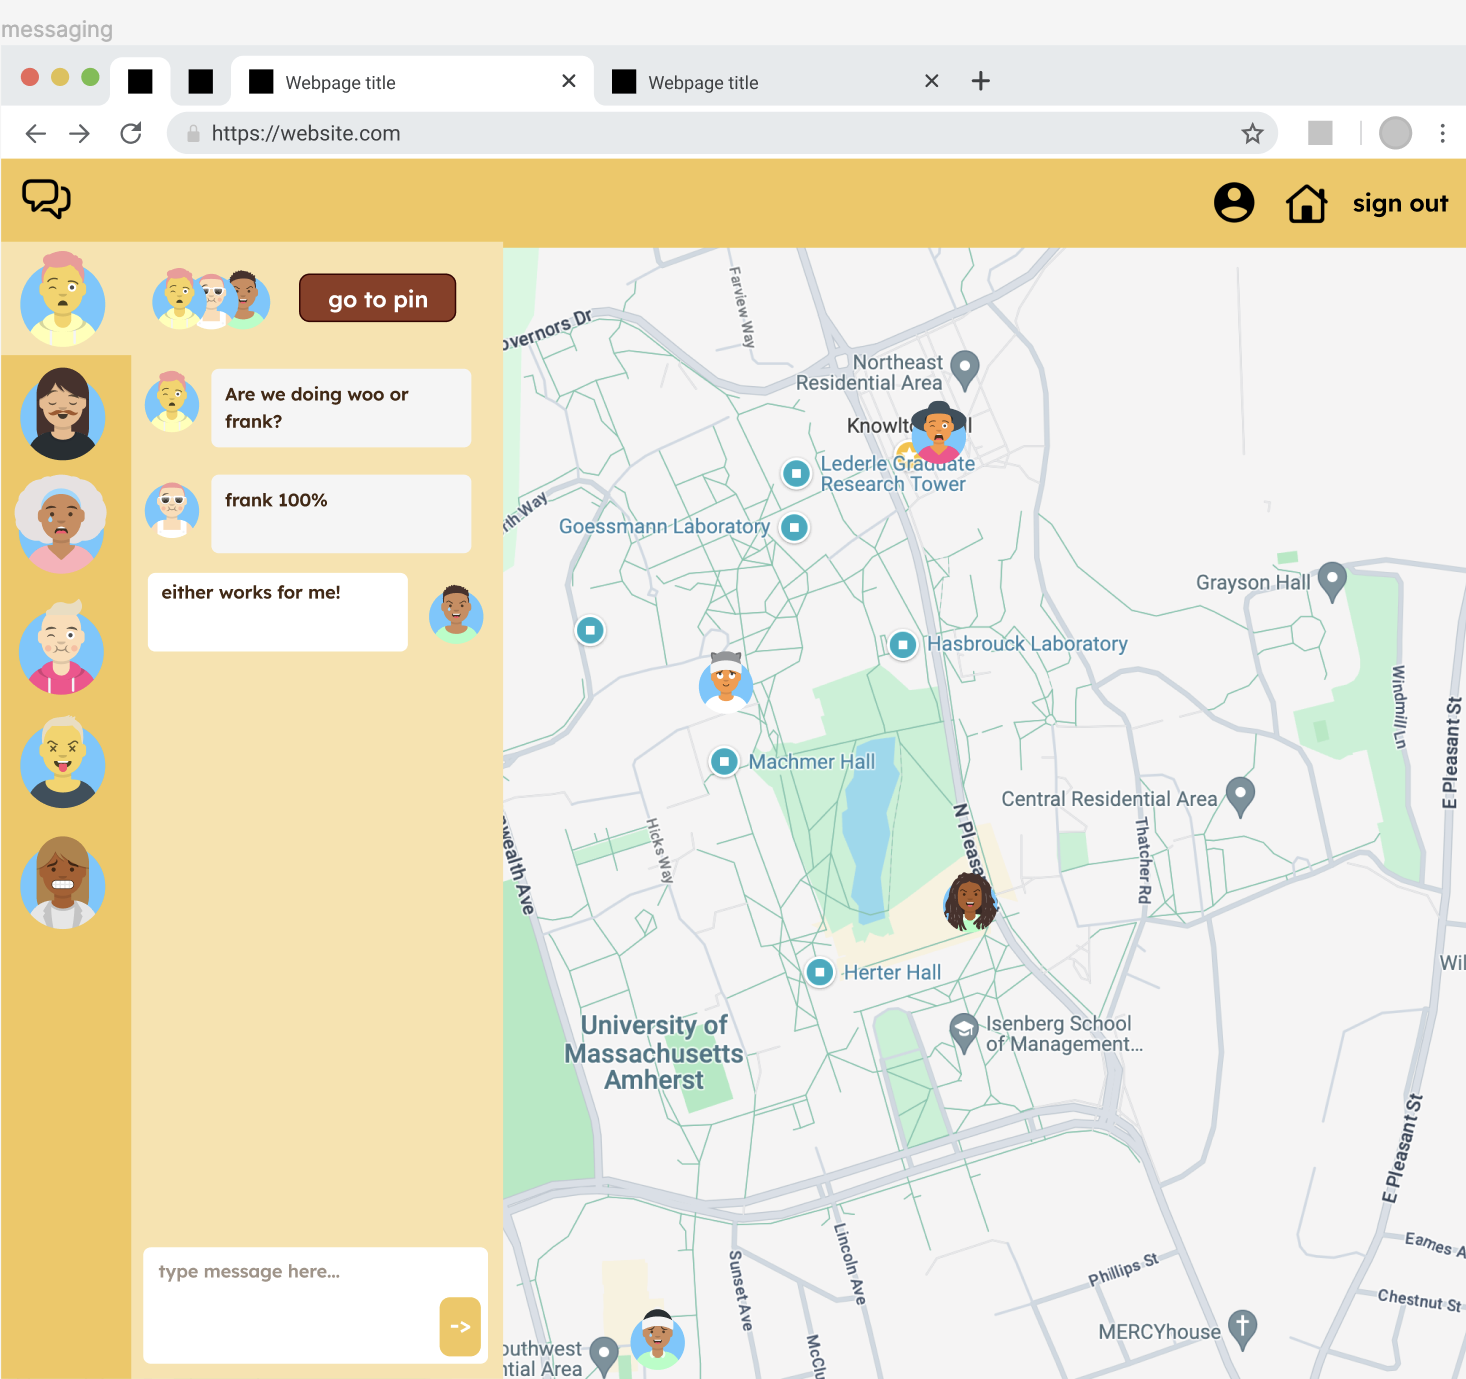 messaging
Webpage title
Webpage title
https://website.com
sign out
go to pin
Are we doing woo or
frank?
frank 100%
either works for me!
type message here...
->
overnors Dr
Farview Way
Northeast
Residential Area
Lederle Graduate
Research Tower
Goessmann Laboratory
Way
Grayson Hall
Hasbrouck Laboratory
Windmill Ln
E Pleasant St
Machmer Hall
Central Residential Area
N Pleasa
Hicks Way
Thatcher Rd
wealth Ave
Herter Hall
Wil
University of
Massachusetts
Amherst
Isenberg School
of Management...
E Pleasant St
Lincoln Ave
Sunset Ave
Eames A
Phillips St
Chestnut St
MERCYhouse
McClu
outhwest
ntial Area